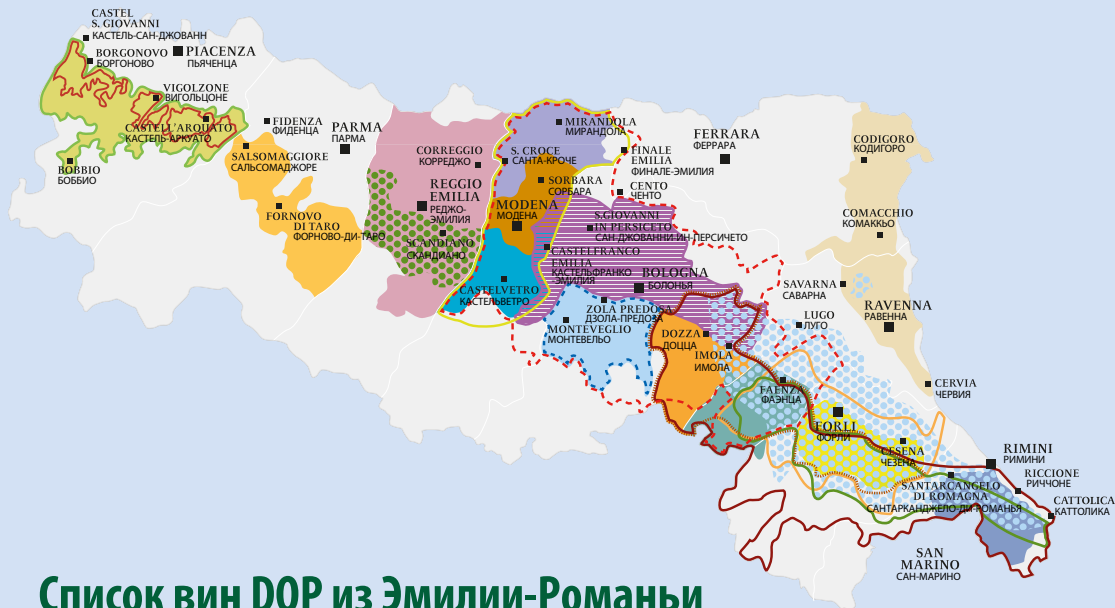 CASTEL
S. GIOVANNI
КАСТЕЛЬ-САН-ДЖОВАНН
BORGONOVO
БОРГОНОВО
PIACENZA
ПЬЯЧЕНЦА
VIGOLZONE
ВИГОЛЬЦОНЕ
CASTELL'ARQUATO
КАСТЕЛЬ-АРКУАТО
BOBBIO
БОББИО
FIDENZA
ФИДЕНЦА
SALSOMAGGIORE
САЛЬСОМАДЖОРЕ
PARMA
ПАРМА
FORNOVO
DI TARO
ФОРНОВО-ДИ-ТАРО
CORREGGIO
КОРРЕДЖО
REGGIO
EMILIA
РЕДЖО-
ЭМИЛИЯ
SCANDIANO
СКАНДИАНО
MIRANDOLA
МИРАНДОЛА
S. CROCE
САНТА-КРОЧЕ
SORBARA
СОРБАРА
MODENA
МОДЕНА
CASTELVETRO
КАСТЕЛЬВЕТРО
FINALE
EMILIA
ФИНАЛЕ-ЭМИЛИЯ
CENTO
ЧЕНТО
S.GIOVANNI
IN PERSICETO
САН-ДЖОВАННИ-ИН-ПЕРСИЧЕТО
CASTELFRANCO
EMILIA
КАСТЕЛЬФРАНКО
ЭМИЛИЯ
BOLOGNA
БОЛОНЬЯ
ZOLA PREDOSA
ДЗОЛА-ПРЕДОЗА
MONTEVEGLIO
МОНТЕВЕЛЬО
FERRARA
ФЕРРАРА
CODIGORO
КОДИГОРО
COMACCHIO
КОМАККЬО
SAVARNA
САВАРНА
RAVENNA
РАВЕННА
LUGO
ЛУГО
DOZZA
ДОЦЦА
IMOLA
ИМОЛА
FAENZA
ФАЭНЦА
CERVIA
ЧЕРВИЯ
FORLI
ФОРЛИ
CESENA
ЧЕЗЕНА
RIMINI
РИМИНИ
RICCIONE
РИЧЧОНЕ
SANTARCANGELO
DI ROMAGNA
САНТАРКАНДЖЕЛО-ДИ-РОМАНЬЯ
CATTOLICA
КАТТОЛИКА
SAN
MARINO
САН-МАРИНО
Список вин DOP из Эмилии-Романьи